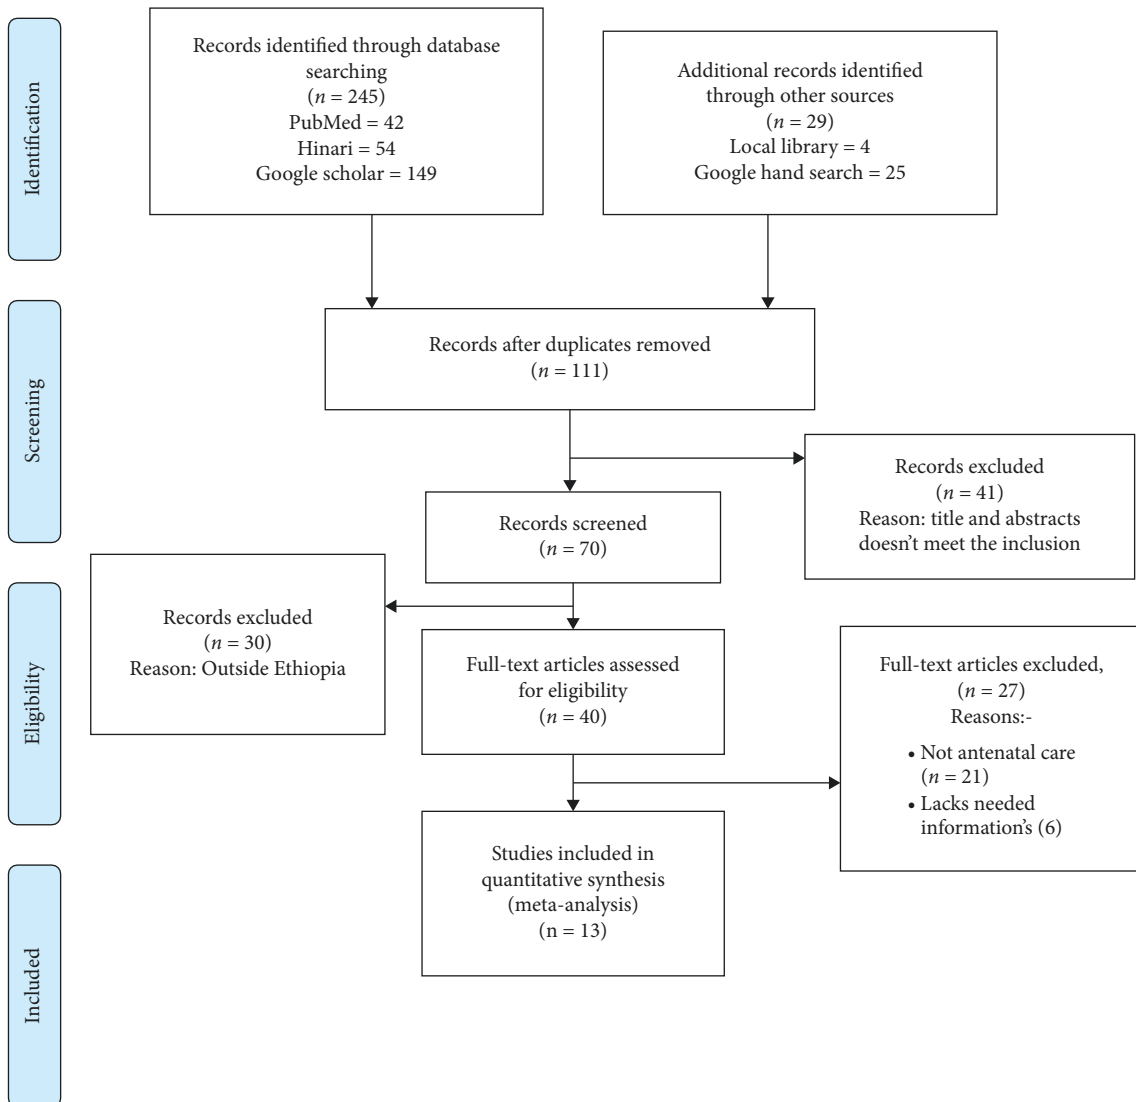 Identification
Records identified through database
searching
(n = 245)
PubMed = 42
Hinari = 54
Google scholar = 149
Additional records identified
through other sources
(n = 29)
Local library = 4
Google hand search = 25
Screening
Records after duplicates removed
(n = 111)
Records excluded
(n = 41)
Reason: title and abstracts
doesn't meet the inclusion
Records screened
(n = 70)
Eligibility
Records excluded
(n = 30)
Reason: Outside Ethiopia
Full-text articles assessed
for eligibility
(n = 40)
Full-text articles excluded,
(n = 27)
Reasons:-
• Not antenatal care
(n = 21)
• Lacks needed
information's (6)
Included
Studies included in
quantitative synthesis
(meta-analysis)
(n = 13)